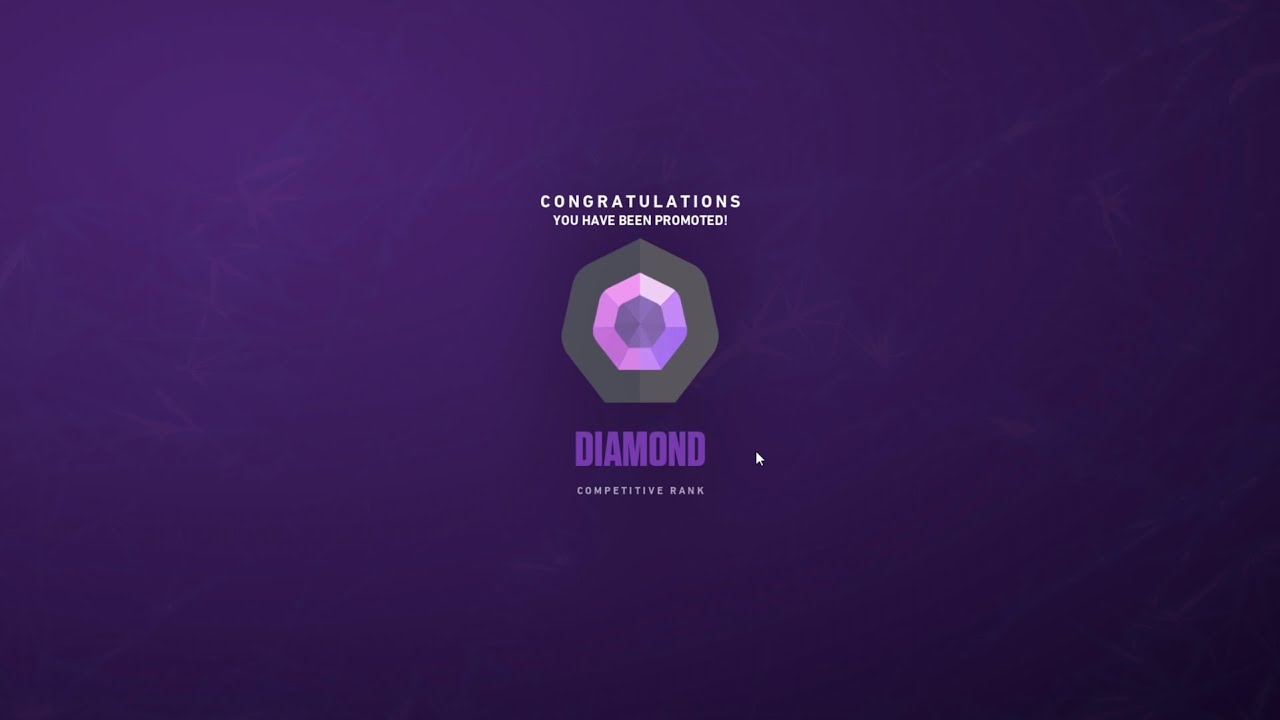 CONGRATULATIONS
YOU HAVE BEEN PROMOTED!
DIAMOND
COMPETITIVE RANK